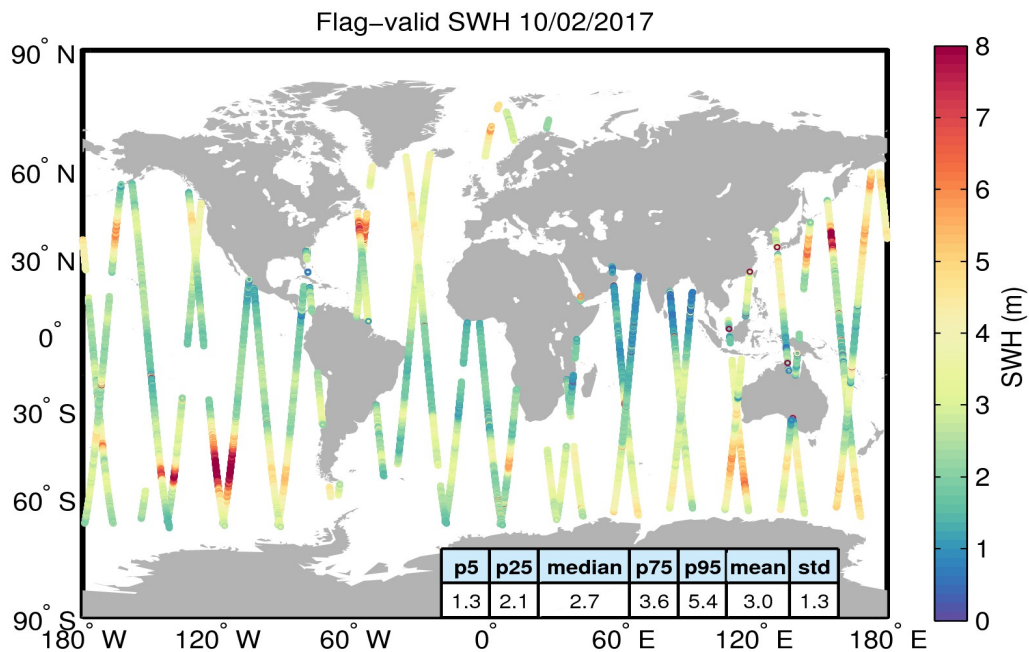 Flag−valid SWH 10/02/2017
90° N
60° N
30° N
0°
30° S
60° S
90° S
180° W
120° W
60° W
0°
60° E
120° E
180° E
8
7
6
5
4
3
2
1
0
SWH (m)
p5 p25 median p75 p95 mean std
1.3 2.1 2.7 3.6 5.4 3.0 1.3